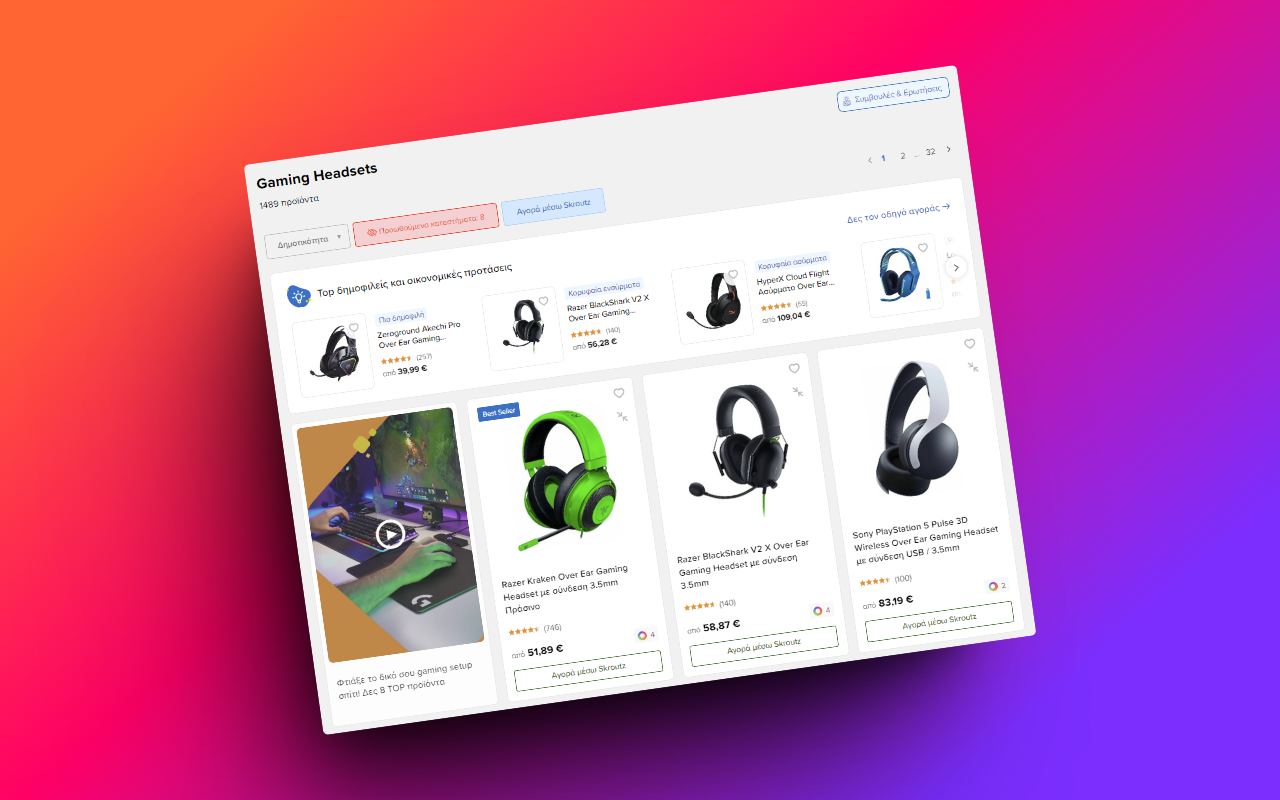 Συμβουλές & Ερωτήσεις
Gaming Headsets
1489 προϊόντα
1 2 ... 32
Δημοτικότητα
Προωθούμενα καταστήματα: 8
Αγορά μέσω Skroutz
Δες τον οδηγό αγοράς →
Top δημοφιλείς και οικονομικές προτάσεις
Πιο δημοφιλή
Zeroground Akechi Pro
Over Ear Gaming...
(257)
από 39,99 €
Κορυφαία ενσύρματα
Razer BlackShark V2 X
Over Ear Gaming...
(140)
από 56,28 €
Κορυφαία ασύρματα
HyperX Cloud Flight
Ασύρματο Over Ear...
(55)
από 109,04 €
Φτιάξε το δικό σου gaming setup
σπίτι! Δες 8 TOP προϊόντα
Best Seller
Razer Kraken Over Ear Gaming
Headset με σύνδεση 3.5mm
Πράσινο
(746)
4
από 51,89 €
Αγορά μέσω Skroutz
Razer BlackShark V2 X Over Ear
Gaming Headset με σύνδεση
3.5mm
(140)
4
από 58,87 €
Αγορά μέσω Skroutz
Sony PlayStation 5 Pulse 3D
Wireless Over Ear Gaming Headset
με σύνδεση USB / 3.5mm
(100)
2
από 83,19 €
Αγορά μέσω Skroutz